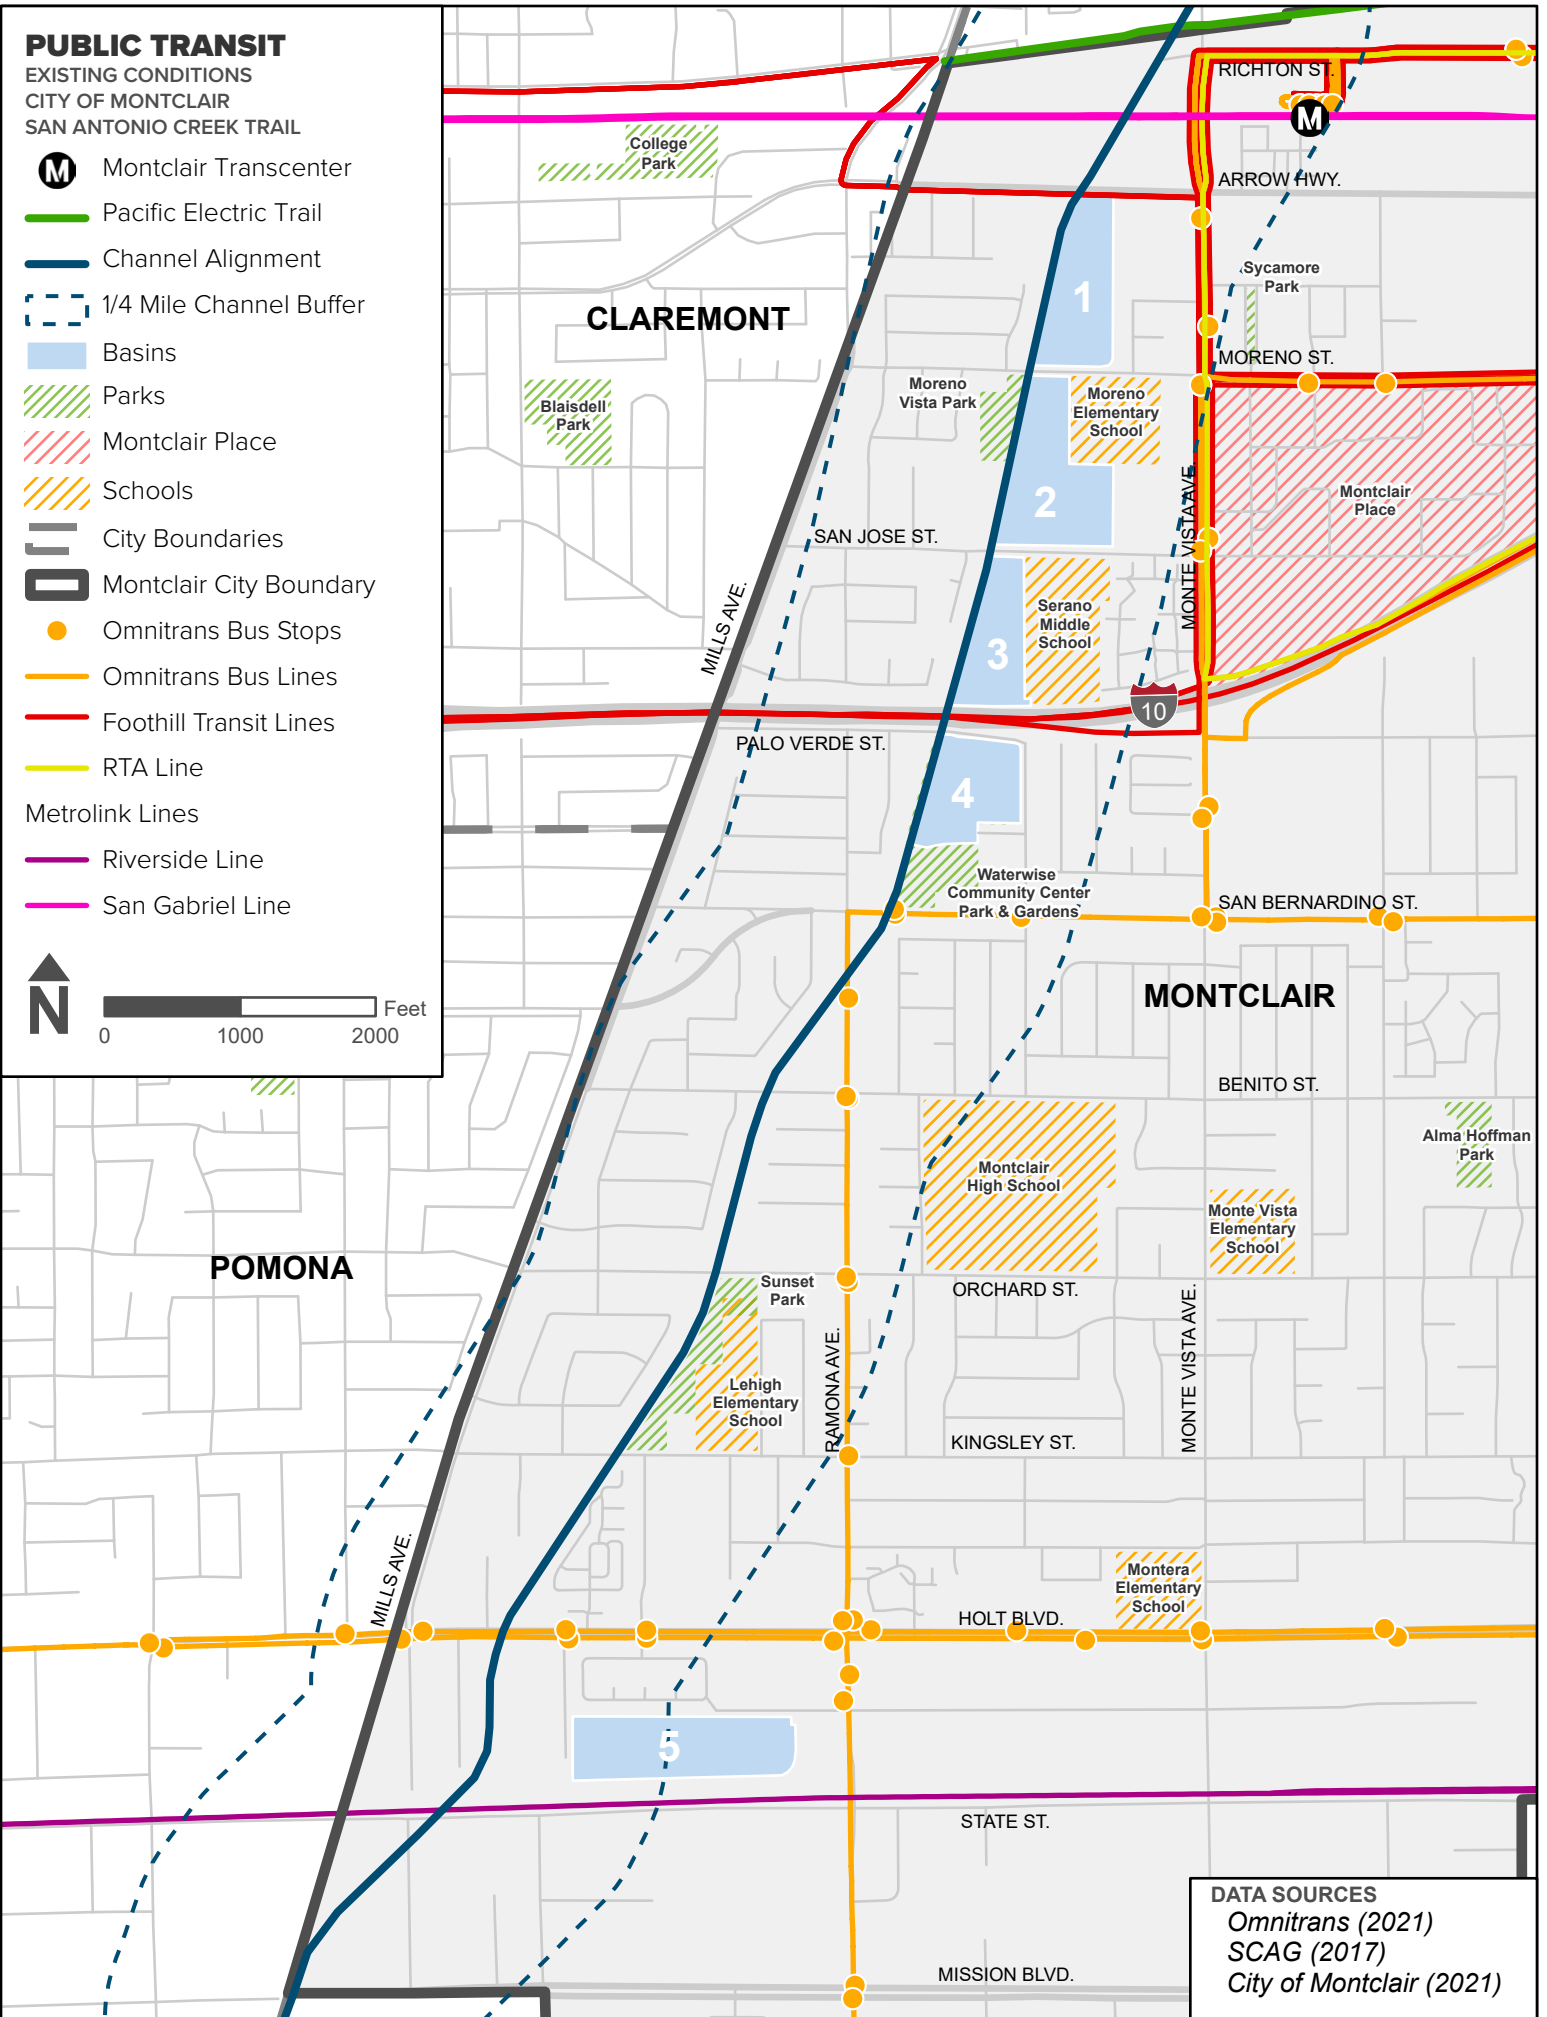 PUBLIC TRANSIT
EXISTING CONDITIONS
CITY OF MONTCLAIR
SAN ANTONIO CREEK TRAIL
M Montclair Transcenter
Pacific Electric Trail
Channel Alignment
1/4 Mile Channel Buffer
Basins
Parks
Montclair Place
Schools
City Boundaries
Montclair City Boundary
Omnitrans Bus Stops
Omnitrans Bus Lines
Foothill Transit Lines
RTA Line
Metrolink Lines
Riverside Line
San Gabriel Line
N
Feet
0 1000 2000
RICHTON ST.
M
College
Park
ARROW HWY.
Sycamore
Park
1
CLAREMONT
MORENO ST.
Moreno
Vista Park
Moreno
Elementary
School
Blaisdell
Park
2
Montclair
Place
MONTE VISTA AVE.
SAN JOSE ST.
MILLS AVE.
Serano
Middle
School
3
10
PALO VERDE ST.
4
Waterwise
Community Center
Park & Gardens
SAN BERNARDINO ST.
MONTCLAIR
BENITO ST.
Alma Hoffman
Park
Montclair
High School
Monte Vista
Elementary
School
POMONA
Sunset
Park
ORCHARD ST.
MONTE VISTA AVE.
RAMONA AVE.
Lehigh
Elementary
School
KINGSLEY ST.
MILLS AVE.
Montera
Elementary
School
HOLT BLVD.
5
STATE ST.
MISSION BLVD.
DATA SOURCES
Omnitrans (2021)
SCAG (2017)
City of Montclair (2021)